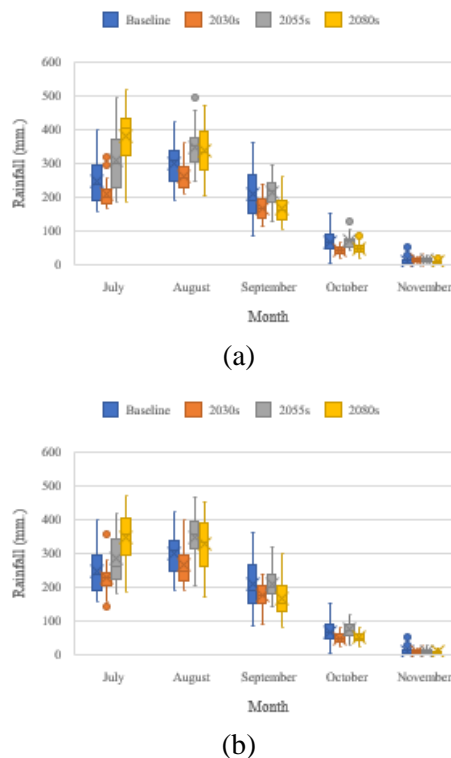 Baseline 2030s 2055s 2080s
600
500
400
300
200
100
0
Rainfall (mm.)
July August September October November
Month
(a)
Baseline 2030s 2055s 2080s
600
500
400
300
200
100
0
Rainfall (mm.)
July August September October November
Month
(b)